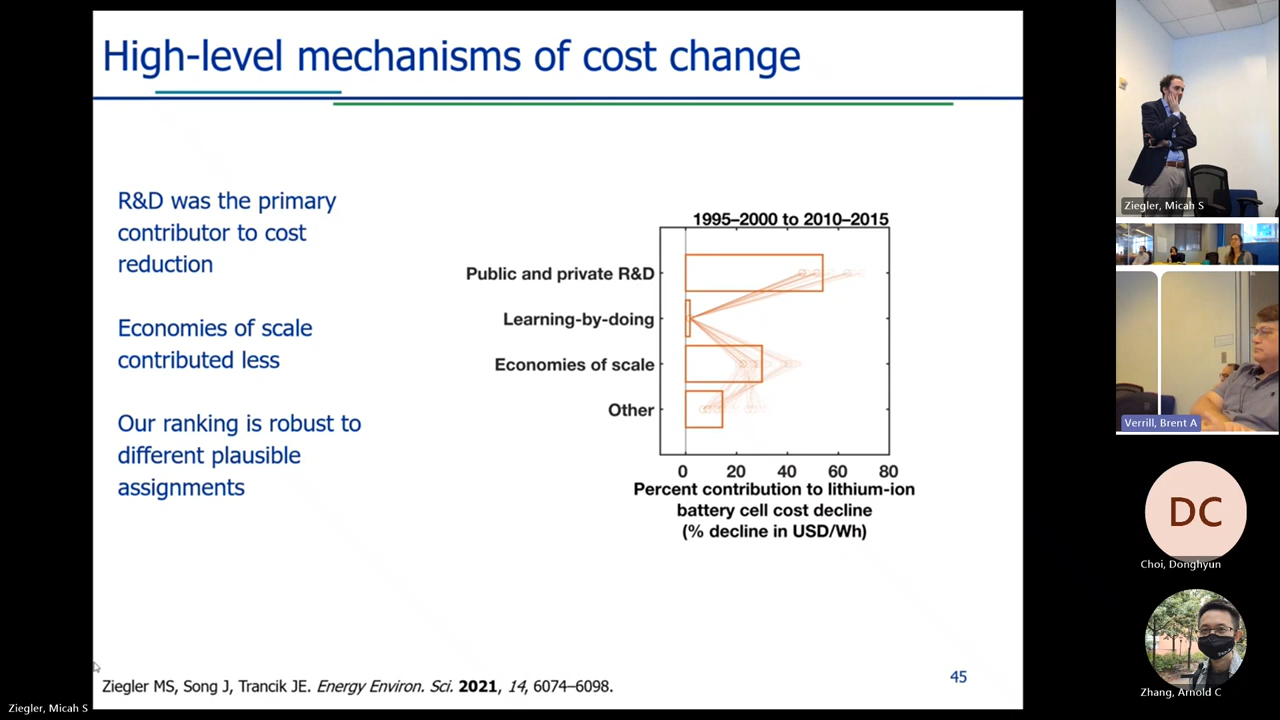 High-level mechanisms of cost change
R&D was the primary
contributor to cost
reduction
Economies of scale
contributed less
Our ranking is robust to
different plausible
assignments
1995–2000 to 2010–2015
Public and private R&D
Learning-by-doing
Economies of scale
Other
0 20 40 60 80
Percent contribution to lithium-ion
battery cell cost decline
(% decline in USD/Wh)
Ziegler MS, Song J, Trancik JE. Energy Environ. Sci. 2021, 14, 6074–6098.
45
Ziegler, Micah S
Ziegler, Micah S
Verrill, Brent A
DC
Choi, Donghyun
Zhang, Arnold C